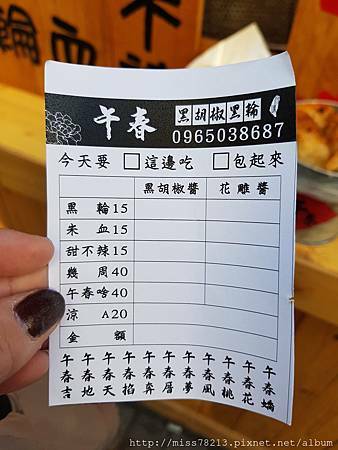 午春 黑胡椒黑輪
0965038687
今天要 □這邊吃 □包起來
黑胡椒醬 花雕醬
黑輪15
米血15
甜不辣15
幾周40
午春啥40
涼A20
金額
午春吉
午春地
午春天
午春掐
午春奔
午春厝
午春夢
午春風
午春桃
午春花
午春嬌
http://miss78213.pixnet.net/album